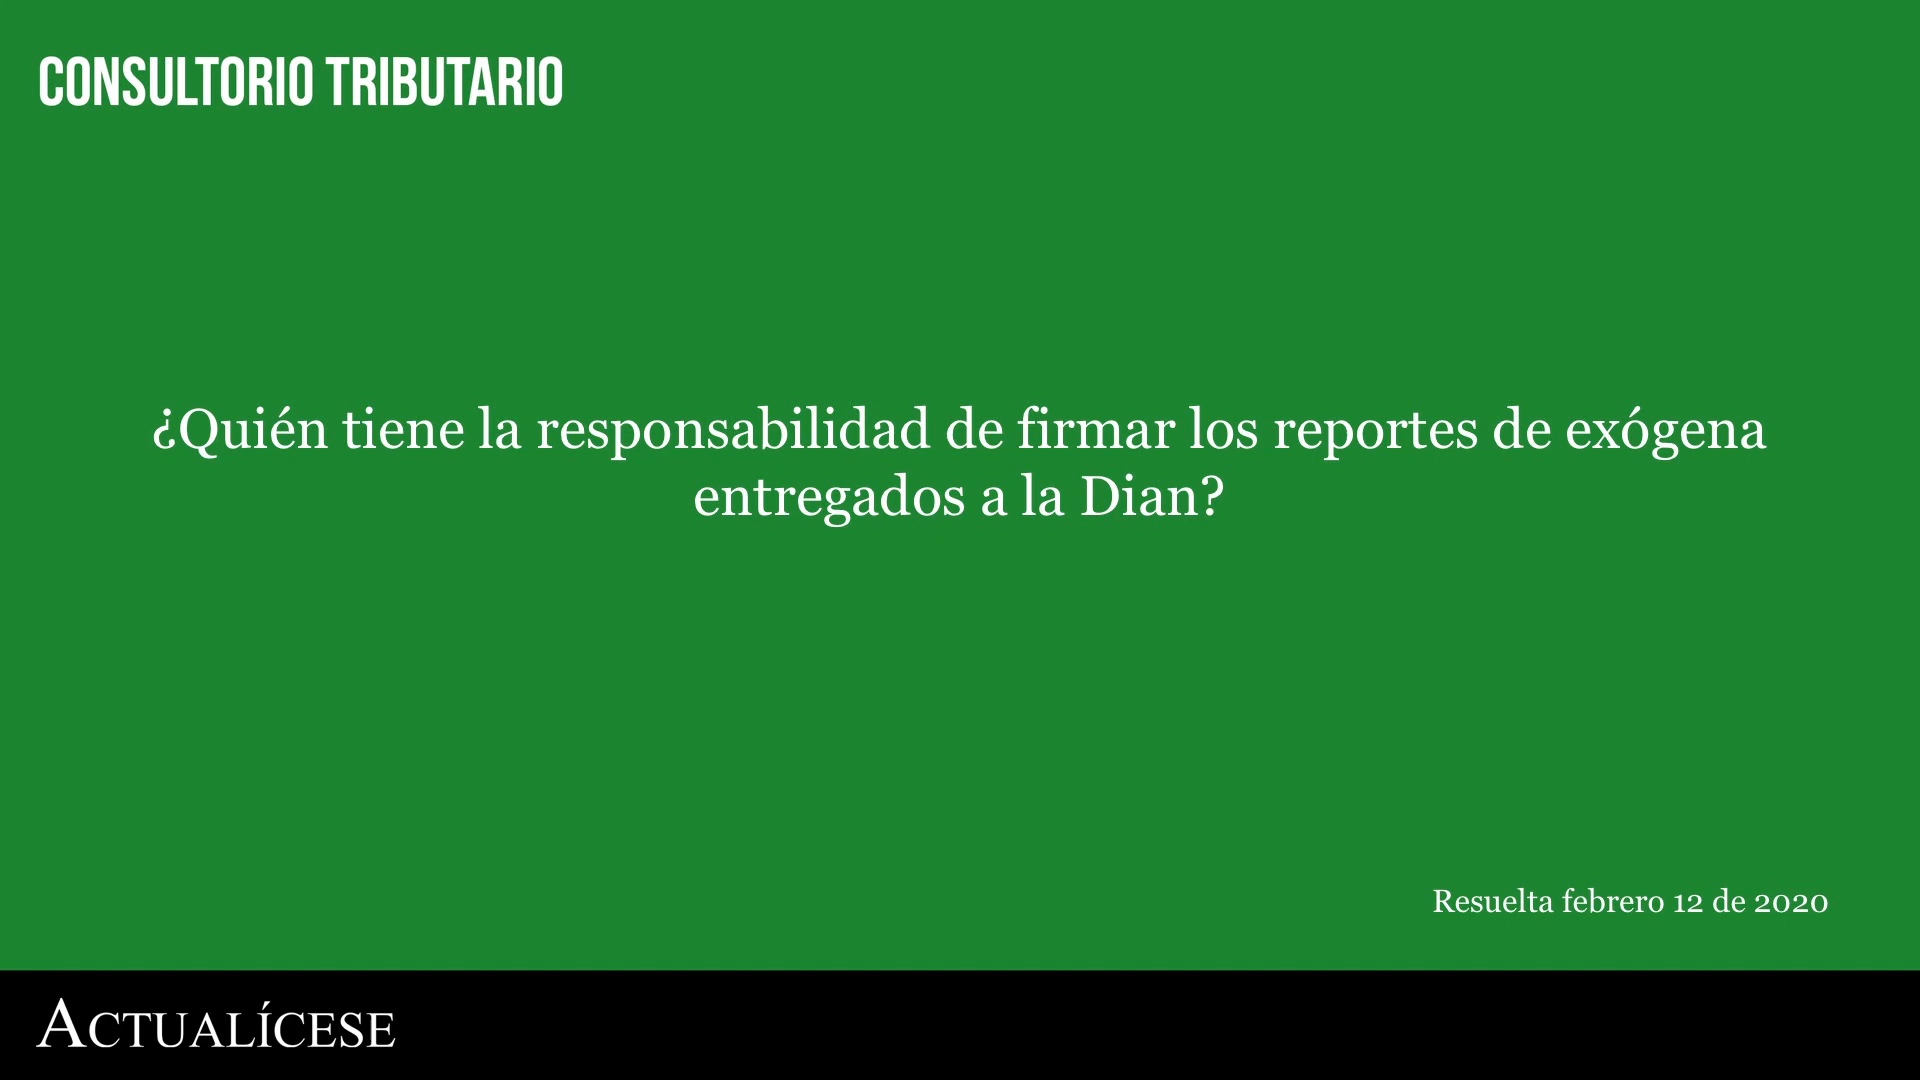 CONSULTORIO TRIBUTARIO
¿Quién tiene la responsabilidad de firmar los reportes de exógena
entregados a la Dian?
Resuelta febrero 12 de 2020
ACTUALÍCESE